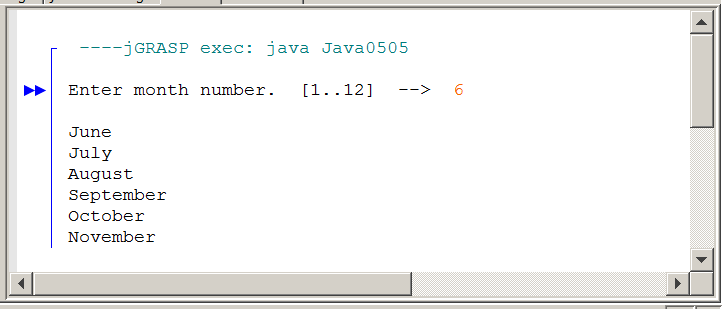 ----jGRASP exec: java Java0505
Enter month number.  [1..12]  -->  6
June
July
August
September
October
November